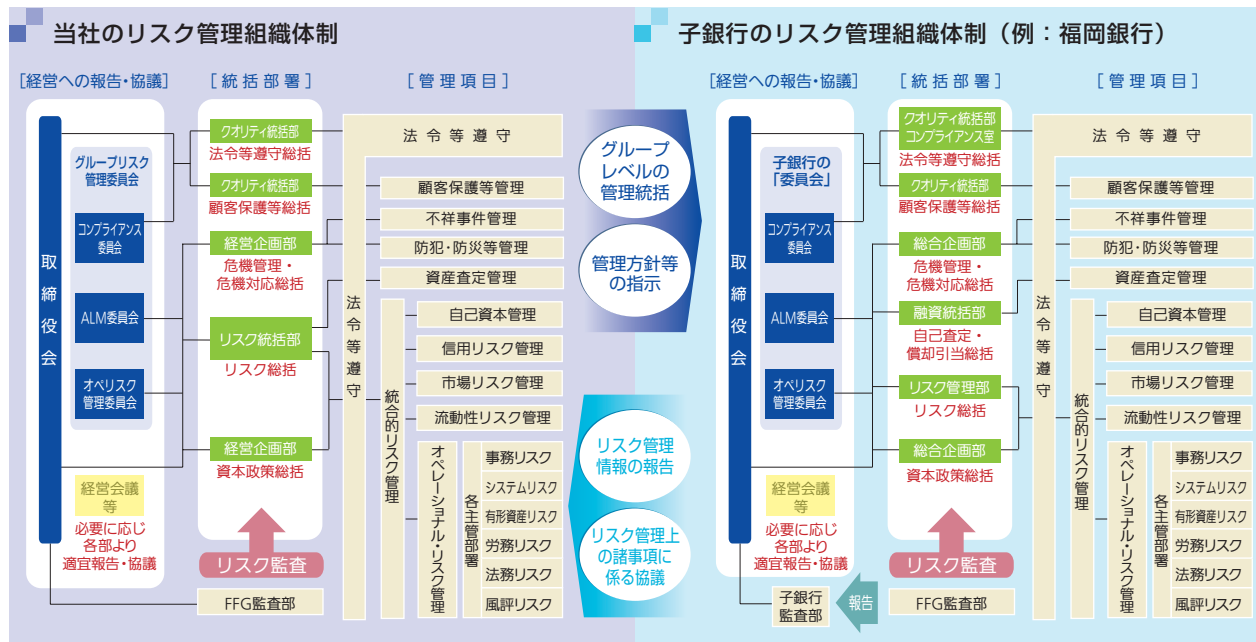 当社のリスク管理組織体制
[経営への報告・協議]
[統括部署]
[管理項目]
取締役会
グループリスク
管理委員会
コンプライアンス
委員会
ALM委員会
オペリスク
管理委員会
経営会議
等
必要に応じ
各部より
適宜報告・協議
クオリティ統括部
法令等遵守総括
クオリティ統括部
顧客保護等総括
経営企画部
危機管理・
危機対応総括
リスク統括部
リスク総括
経営企画部
資本政策総括
リスク監査
FFG監査部
法令等遵守
法令等遵守
顧客保護等管理
不祥事件管理
防犯・防災等管理
資産査定管理
統合的リスク管理
自己資本管理
信用リスク管理
市場リスク管理
流動性リスク管理
オペレーショナル・リスク管理
各主管部署
事務リスク
システムリスク
有形資産リスク
労務リスク
法務リスク
風評リスク
グループ
レベルの
管理統括
管理方針等
の指示
リスク管理
情報の報告
リスク管理上
の諸事項に
係る協議
子銀行のリスク管理組織体制（例：福岡銀行）
[経営への報告・協議]
[統括部署]
[管理項目]
取締役会
子銀行の
「委員会」
コンプライアンス
委員会
ALM委員会
オペリスク
管理委員会
経営会議
等
必要に応じ
各部より
適宜報告・協議
子銀行
監査部
報告
クオリティ統括部
コンプライアンス室
法令等遵守総括
クオリティ統括部
顧客保護等総括
総合企画部
危機管理・
危機対応総括
融資統括部
自己査定・
償却引当総括
リスク管理部
リスク総括
総合企画部
資本政策総括
リスク監査
FFG監査部
法令等遵守
法令等遵守
顧客保護等管理
不祥事件管理
防犯・防災等管理
資産査定管理
統合的リスク管理
自己資本管理
信用リスク管理
市場リスク管理
流動性リスク管理
オペレーショナル・リスク管理
各主管部署
事務リスク
システムリスク
有形資産リスク
労務リスク
法務リスク
風評リスク